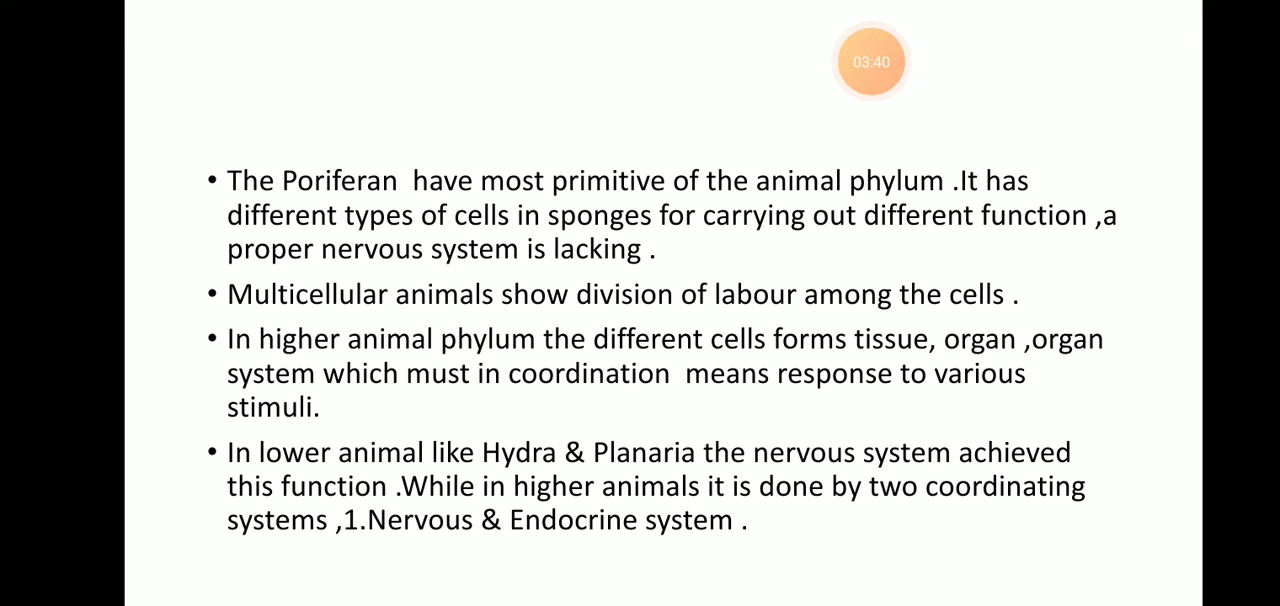 03:40
• The Poriferan  have most primitive of the animal phylum .It has
different types of cells in sponges for carrying out different function ,a
proper nervous system is lacking .
• Multicellular animals show division of labour among the cells .
• In higher animal phylum the different cells forms tissue, organ ,organ
system which must in coordination  means response to various
stimuli.
• In lower animal like Hydra & Planaria the nervous system achieved
this function .While in higher animals it is done by two coordinating
systems ,1.Nervous & Endocrine system .